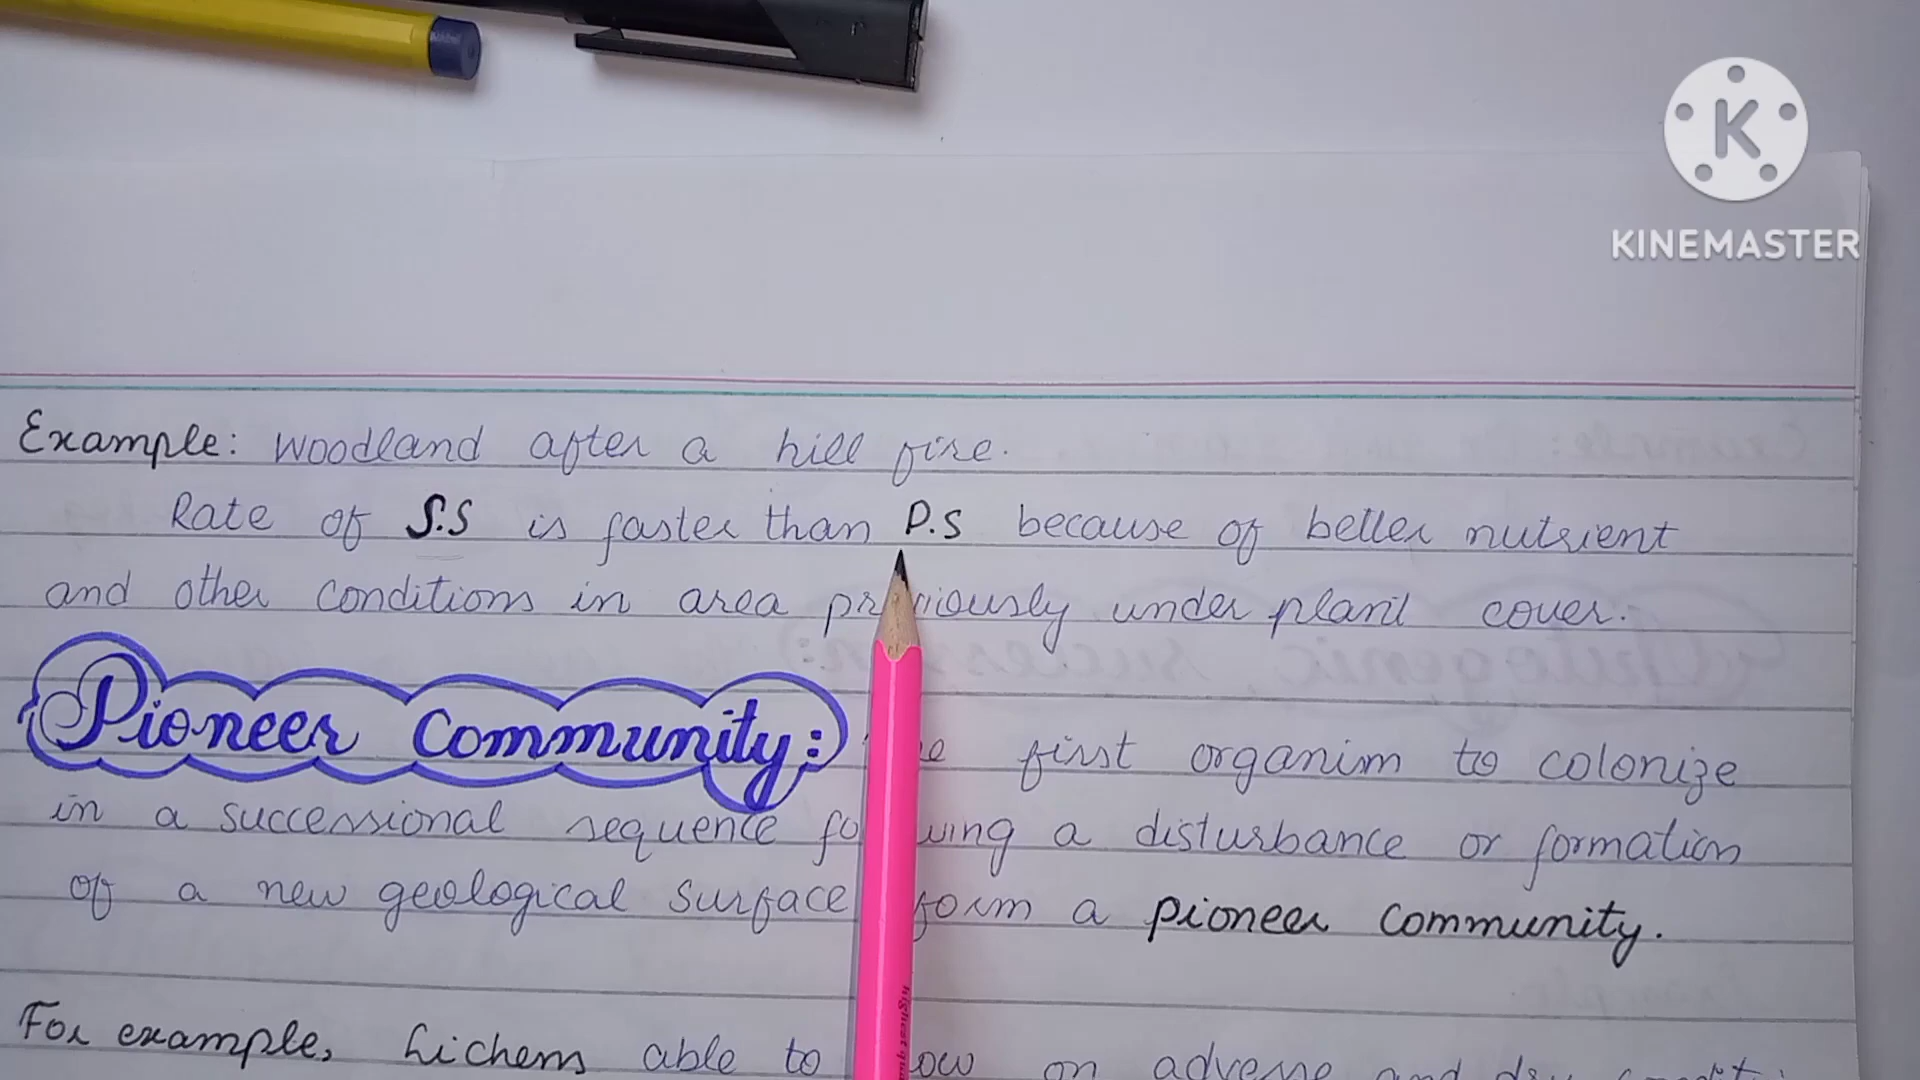 K
KINEMASTER
Example: Woodland after a hill fire.
Rate of S.S is faster than P.S because of better nutrient
and other conditions in area previously under plant cover.
Pioneer Community: first organism to colonize
in a successional sequence following a disturbance or formation
of a new geological surface form a pioneer community.
For example, Lichens able to on adverse and dry